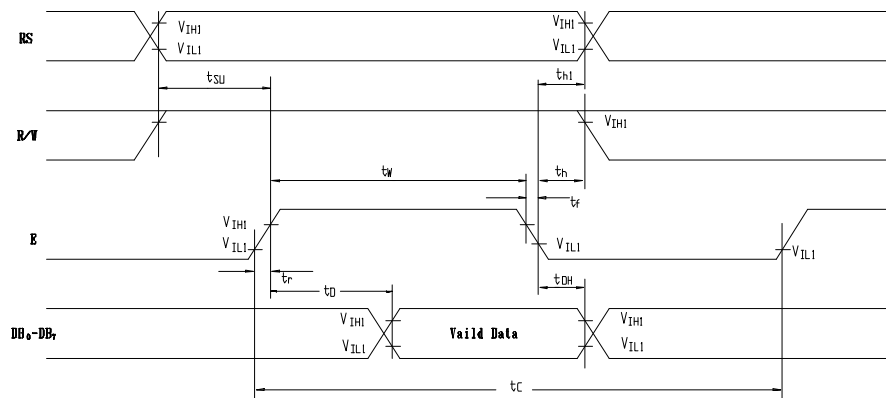 RS
VIH1
VIL1
VIH1
VIL1
tSU
th1
R/W
VIH1
tW
th
tf
E
VIH1
VIL1
VIL1
VIL1
tr
tD
tDH
DB0-DB7
VIH1
VIL1
Vaild Data
VIH1
VIL1
tC